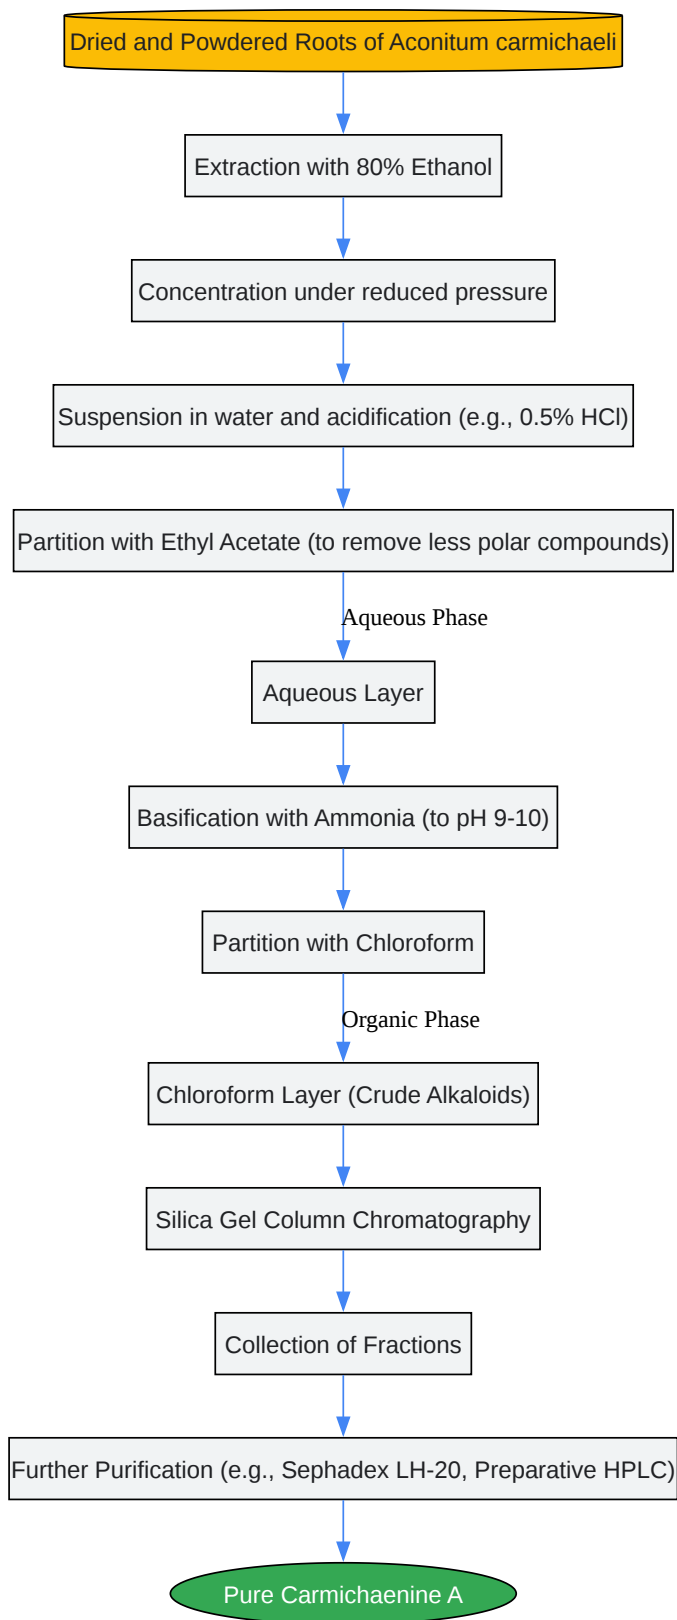 Dried and Powdered Roots of Aconitum carmichaeli
Extraction with 80% Ethanol
Concentration under reduced pressure
Suspension in water and acidification (e.g., 0.5% HCl)
Partition with Ethyl Acetate (to remove less polar compounds)
Aqueous Phase
Aqueous Layer
Basification with Ammonia (to pH 9-10)
Partition with Chloroform
Organic Phase
Chloroform Layer (Crude Alkaloids)
Silica Gel Column Chromatography
Collection of Fractions
Further Purification (e.g., Sephadex LH-20, Preparative HPLC)
Pure Carmichaenine A